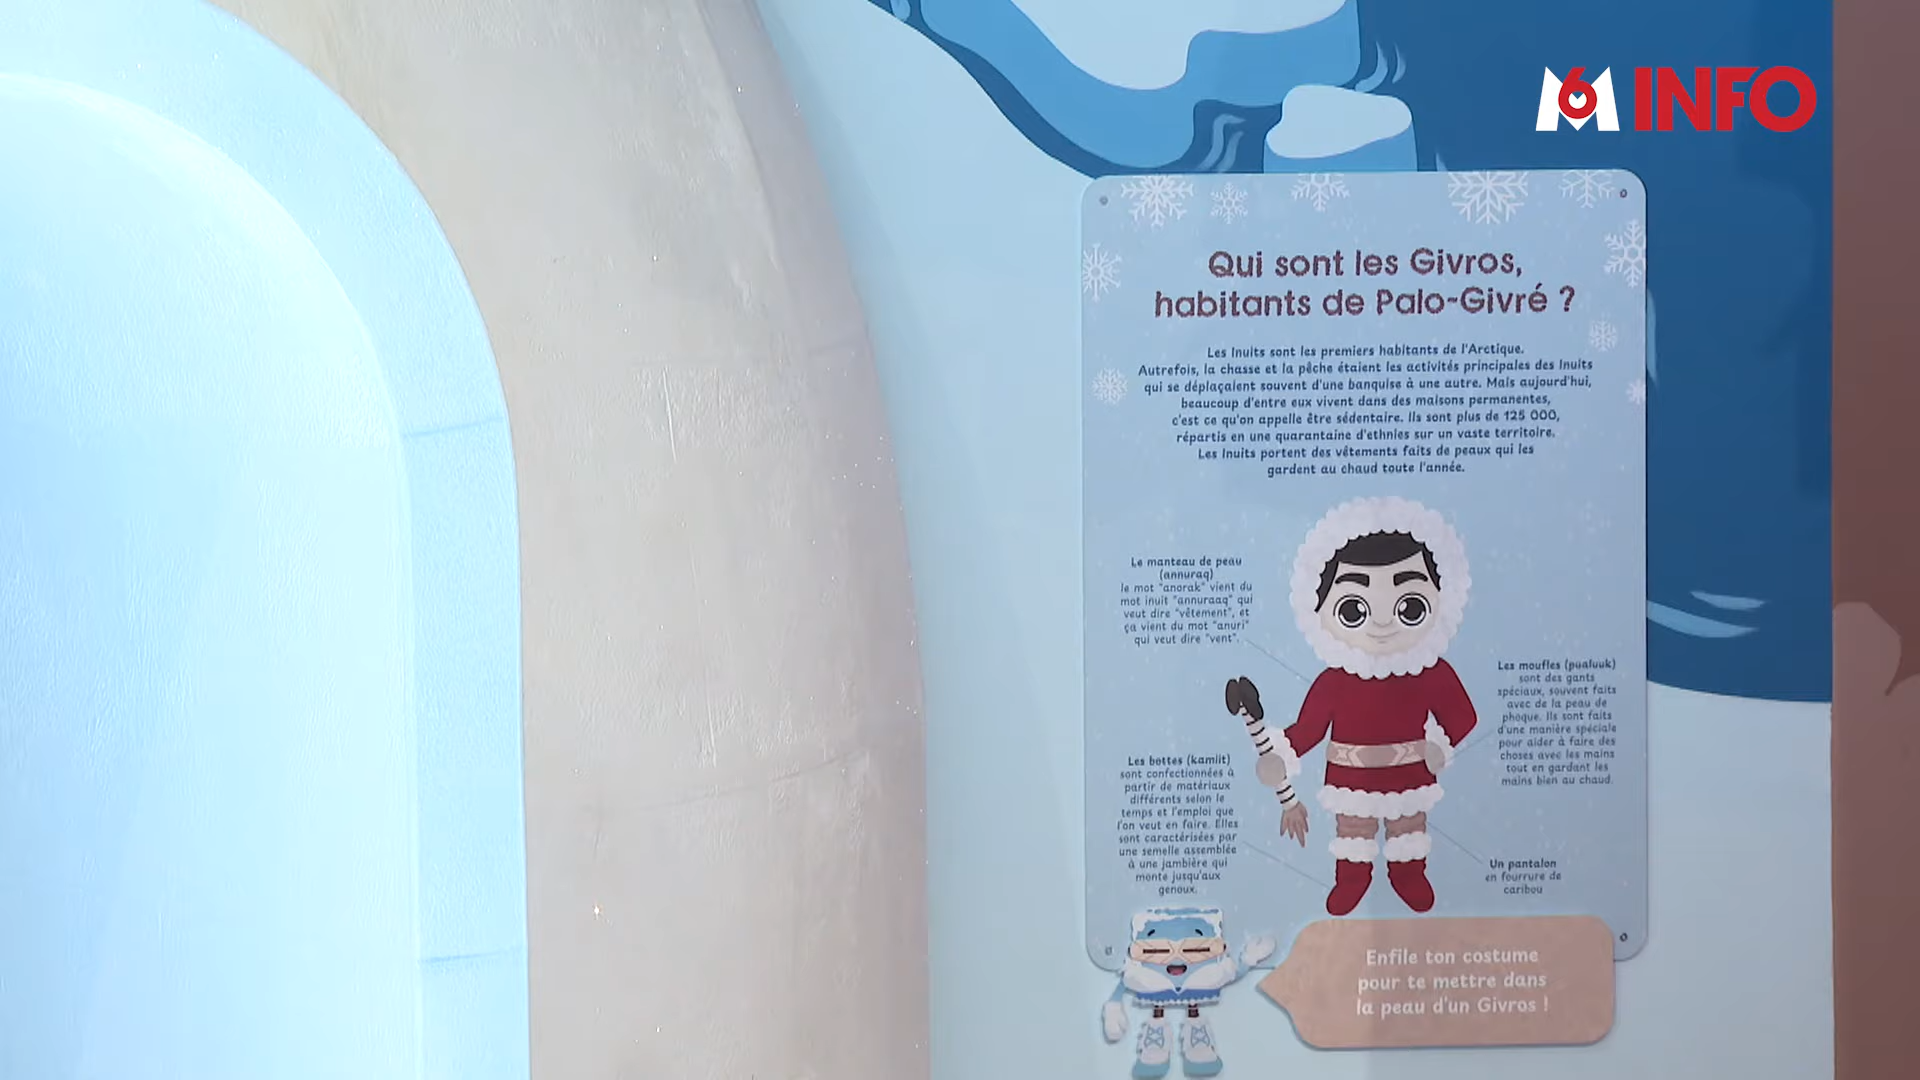 M6 INFO
Qui sont les Givros,
habitants de Palo-Givré ?
Les Inuits sont les premiers habitants de l'Arctique.
Autrefois, la chasse et la pêche étaient les activités principales des Inuits
qui se déplaçaient souvent d'une banquise à une autre. Mais aujourd'hui,
beaucoup d'entre eux vivent dans des maisons permanentes,
c'est ce qu'on appelle être sédentaire. Ils sont plus de 125 000,
répartis en une quarantaine d'ethnies sur un vaste territoire.
Les Inuits portent des vêtements faits de peaux qui les
gardent au chaud toute l'année.
Le manteau de peau
(annuraq)
le mot "anorak" vient du
mot inuit "annuraaq" qui
veut dire "vêtement", et
ça vient du mot "anuri"
qui veut dire "vent".
Les moufles (pualuuk)
sont des gants
spéciaux, souvent faits
avec de la peau de
phoque. Ils sont faits
d'une manière spéciale
pour aider à faire des
choses avec les mains
tout en gardant les
mains bien au chaud.
Les bottes (kamiit)
sont confectionnées à
partir de matériaux
différents selon le
temps et l'emploi que
l'on veut en faire. Elles
sont caractérisées par
une semelle assemblée
à une jambière qui
monte jusqu'aux
genoux.
Un pantalon
en fourrure de
caribou
Enfile ton costume
pour te mettre dans
la peau d'un Givros !